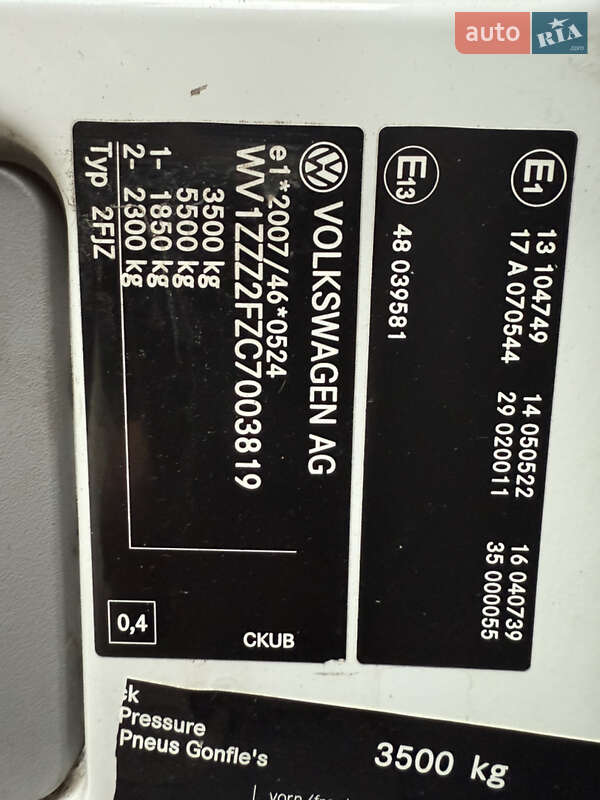 auto RIA.com
VOLKSWAGEN AG
e1*2007/46*0524
WV1ZZZ2FZC7003819
3500 kg
5500 kg
1- 1850 kg
2- 2300 kg
Typ 2FJZ
0,4
CKUB
E1 13 104749 14 050522 16 040739
17 A 070544 29 020011 35 000055
E13 48 039581
ck
Pressure
Pneus Gonfle's
3500 kg